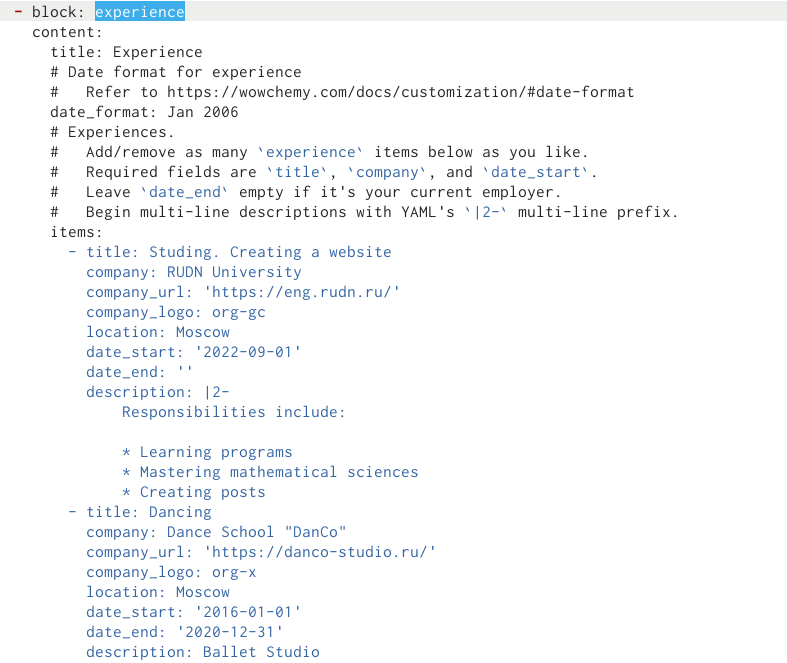 - block: experience
content:
title: Experience
# Date format for experience
#   Refer to https://wowchemy.com/docs/customization/#date-format
date_format: Jan 2006
# Experiences.
#   Add/remove as many `experience` items below as you like.
#   Required fields are `title`, `company`, and `date_start`.
#   Leave `date_end` empty if it's your current employer.
#   Begin multi-line descriptions with YAML's `|2-` multi-line prefix.
items:
- title: Studing. Creating a website
company: RUDN University
company_url: 'https://eng.rudn.ru/'
company_logo: org-gc
location: Moscow
date_start: '2022-09-01'
date_end: ''
description: |2-
Responsibilities include:
* Learning programs
* Mastering mathematical sciences
* Creating posts
- title: Dancing
company: Dance School "DanCo"
company_url: 'https://danco-studio.ru/'
company_logo: org-x
location: Moscow
date_start: '2016-01-01'
date_end: '2020-12-31'
description: Ballet Studio